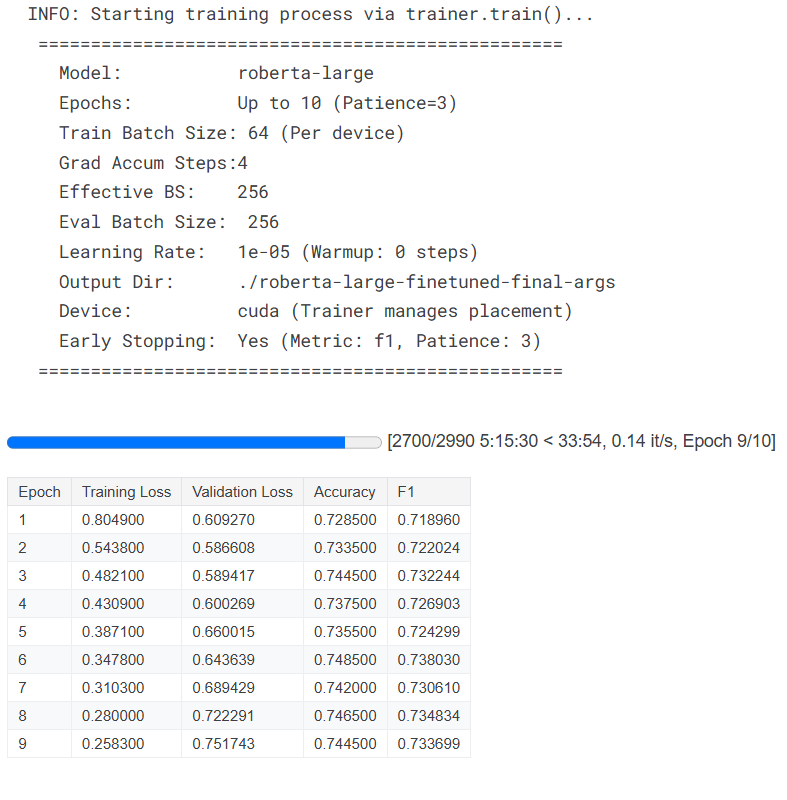 INFO: Starting training process via trainer.train()...
==================================================
Model: roberta-large
Epochs: Up to 10 (Patience=3)
Train Batch Size: 64 (Per device)
Grad Accum Steps:4
Effective BS: 256
Eval Batch Size: 256
Learning Rate: 1e-05 (Warmup: 0 steps)
Output Dir: ./roberta-large-finetuned-final-args
Device: cuda (Trainer manages placement)
Early Stopping: Yes (Metric: f1, Patience: 3)
==================================================
[2700/2990 5:15:30 < 33:54, 0.14 it/s, Epoch 9/10]
Epoch Training Loss Validation Loss Accuracy F1
1 0.804900 0.609270 0.728500 0.718960
2 0.543800 0.586608 0.733500 0.722024
3 0.482100 0.589417 0.744500 0.732244
4 0.430900 0.600269 0.737500 0.726903
5 0.387100 0.660015 0.735500 0.724299
6 0.347800 0.643639 0.748500 0.738030
7 0.310300 0.689429 0.742000 0.730610
8 0.280000 0.722291 0.746500 0.734834
9 0.258300 0.751743 0.744500 0.733699